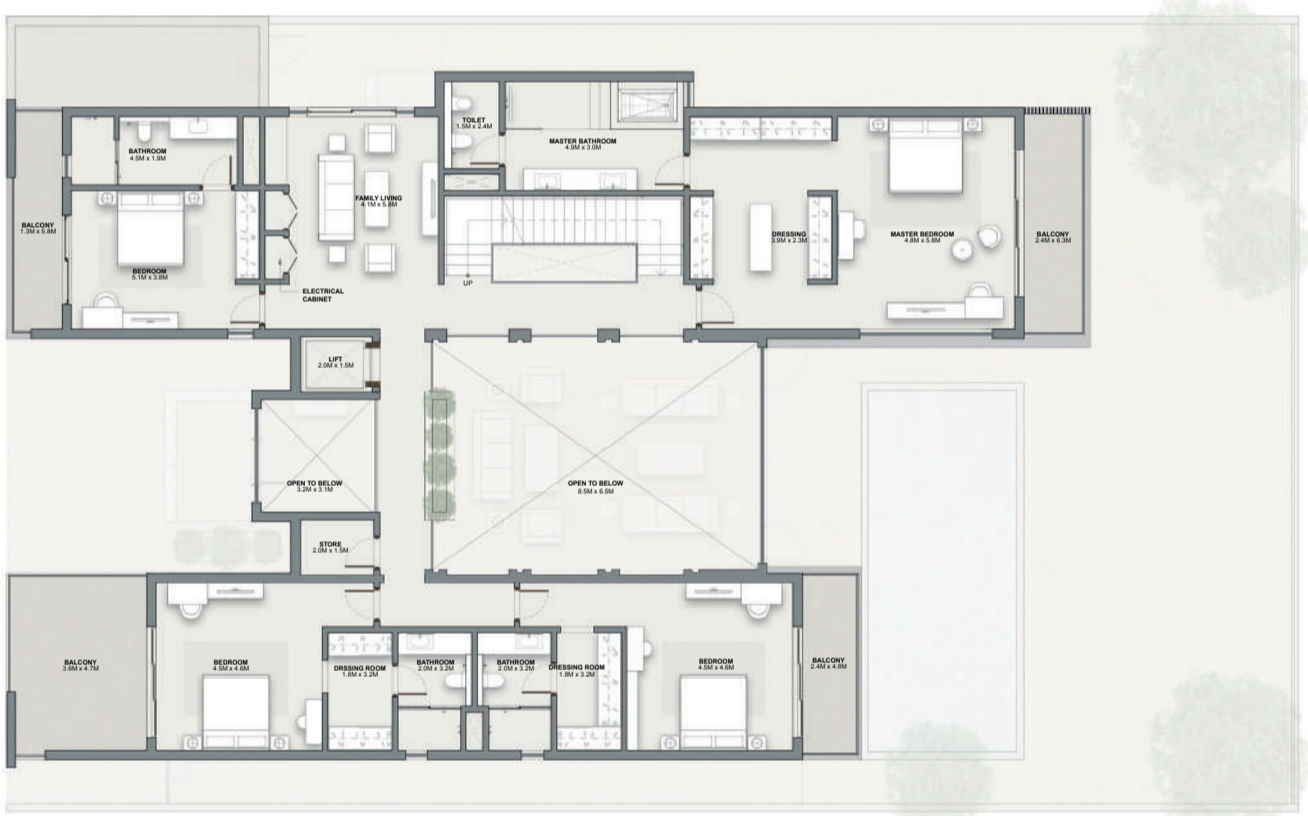 TOILET
1.5M x 2.4M
MASTER BATHROOM
4.9M x 3.0M
BATHROOM
4.5M x 1.9M
FAMILY LIVING
4.1M x 5.8M
BALCONY
1.3M x 5.8M
BEDROOM
5.1M x 3.8M
DRESSING
3.9M x 2.3M
MASTER BEDROOM
4.8M x 5.8M
BALCONY
2.4M x 6.3M
UP
ELECTRICAL
CABINET
LIFT
2.0M x 1.5M
OPEN TO BELOW
3.2M x 3.1M
OPEN TO BELOW
8.5M x 6.5M
STORE
2.0M x 1.5M
BALCONY
3.6M x 4.7M
BEDROOM
4.5M x 4.6M
DRSSING ROOM
1.8M x 3.2M
BATHROOM
2.0M x 3.2M
BATHROOM
2.0M x 3.2M
DRESSING ROOM
1.8M x 3.2M
BEDROOM
4.5M x 4.6M
BALCONY
2.4M x 4.8M